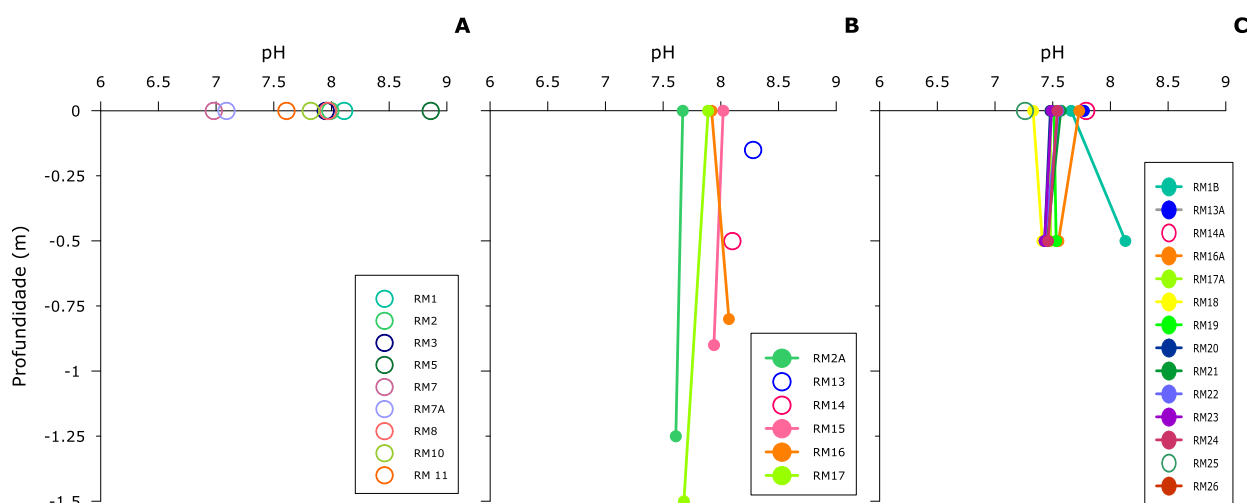 A
B
C
pH
pH
pH
6 6.5 7 7.5 8 8.5 9
6 6.5 7 7.5 8 8.5 9
6 6.5 7 7.5 8 8.5 9
0
-0.25
-0.5
-0.75
-1
-1.25
-1.5
Profundidade (m)
RM1
RM2
RM3
RM5
RM7
RM7A
RM8
RM10
RM 11
RM2A
RM13
RM14
RM15
RM16
RM17
RM1B
RM13A
RM14A
RM16A
RM17A
RM18
RM19
RM20
RM21
RM22
RM23
RM24
RM25
RM26